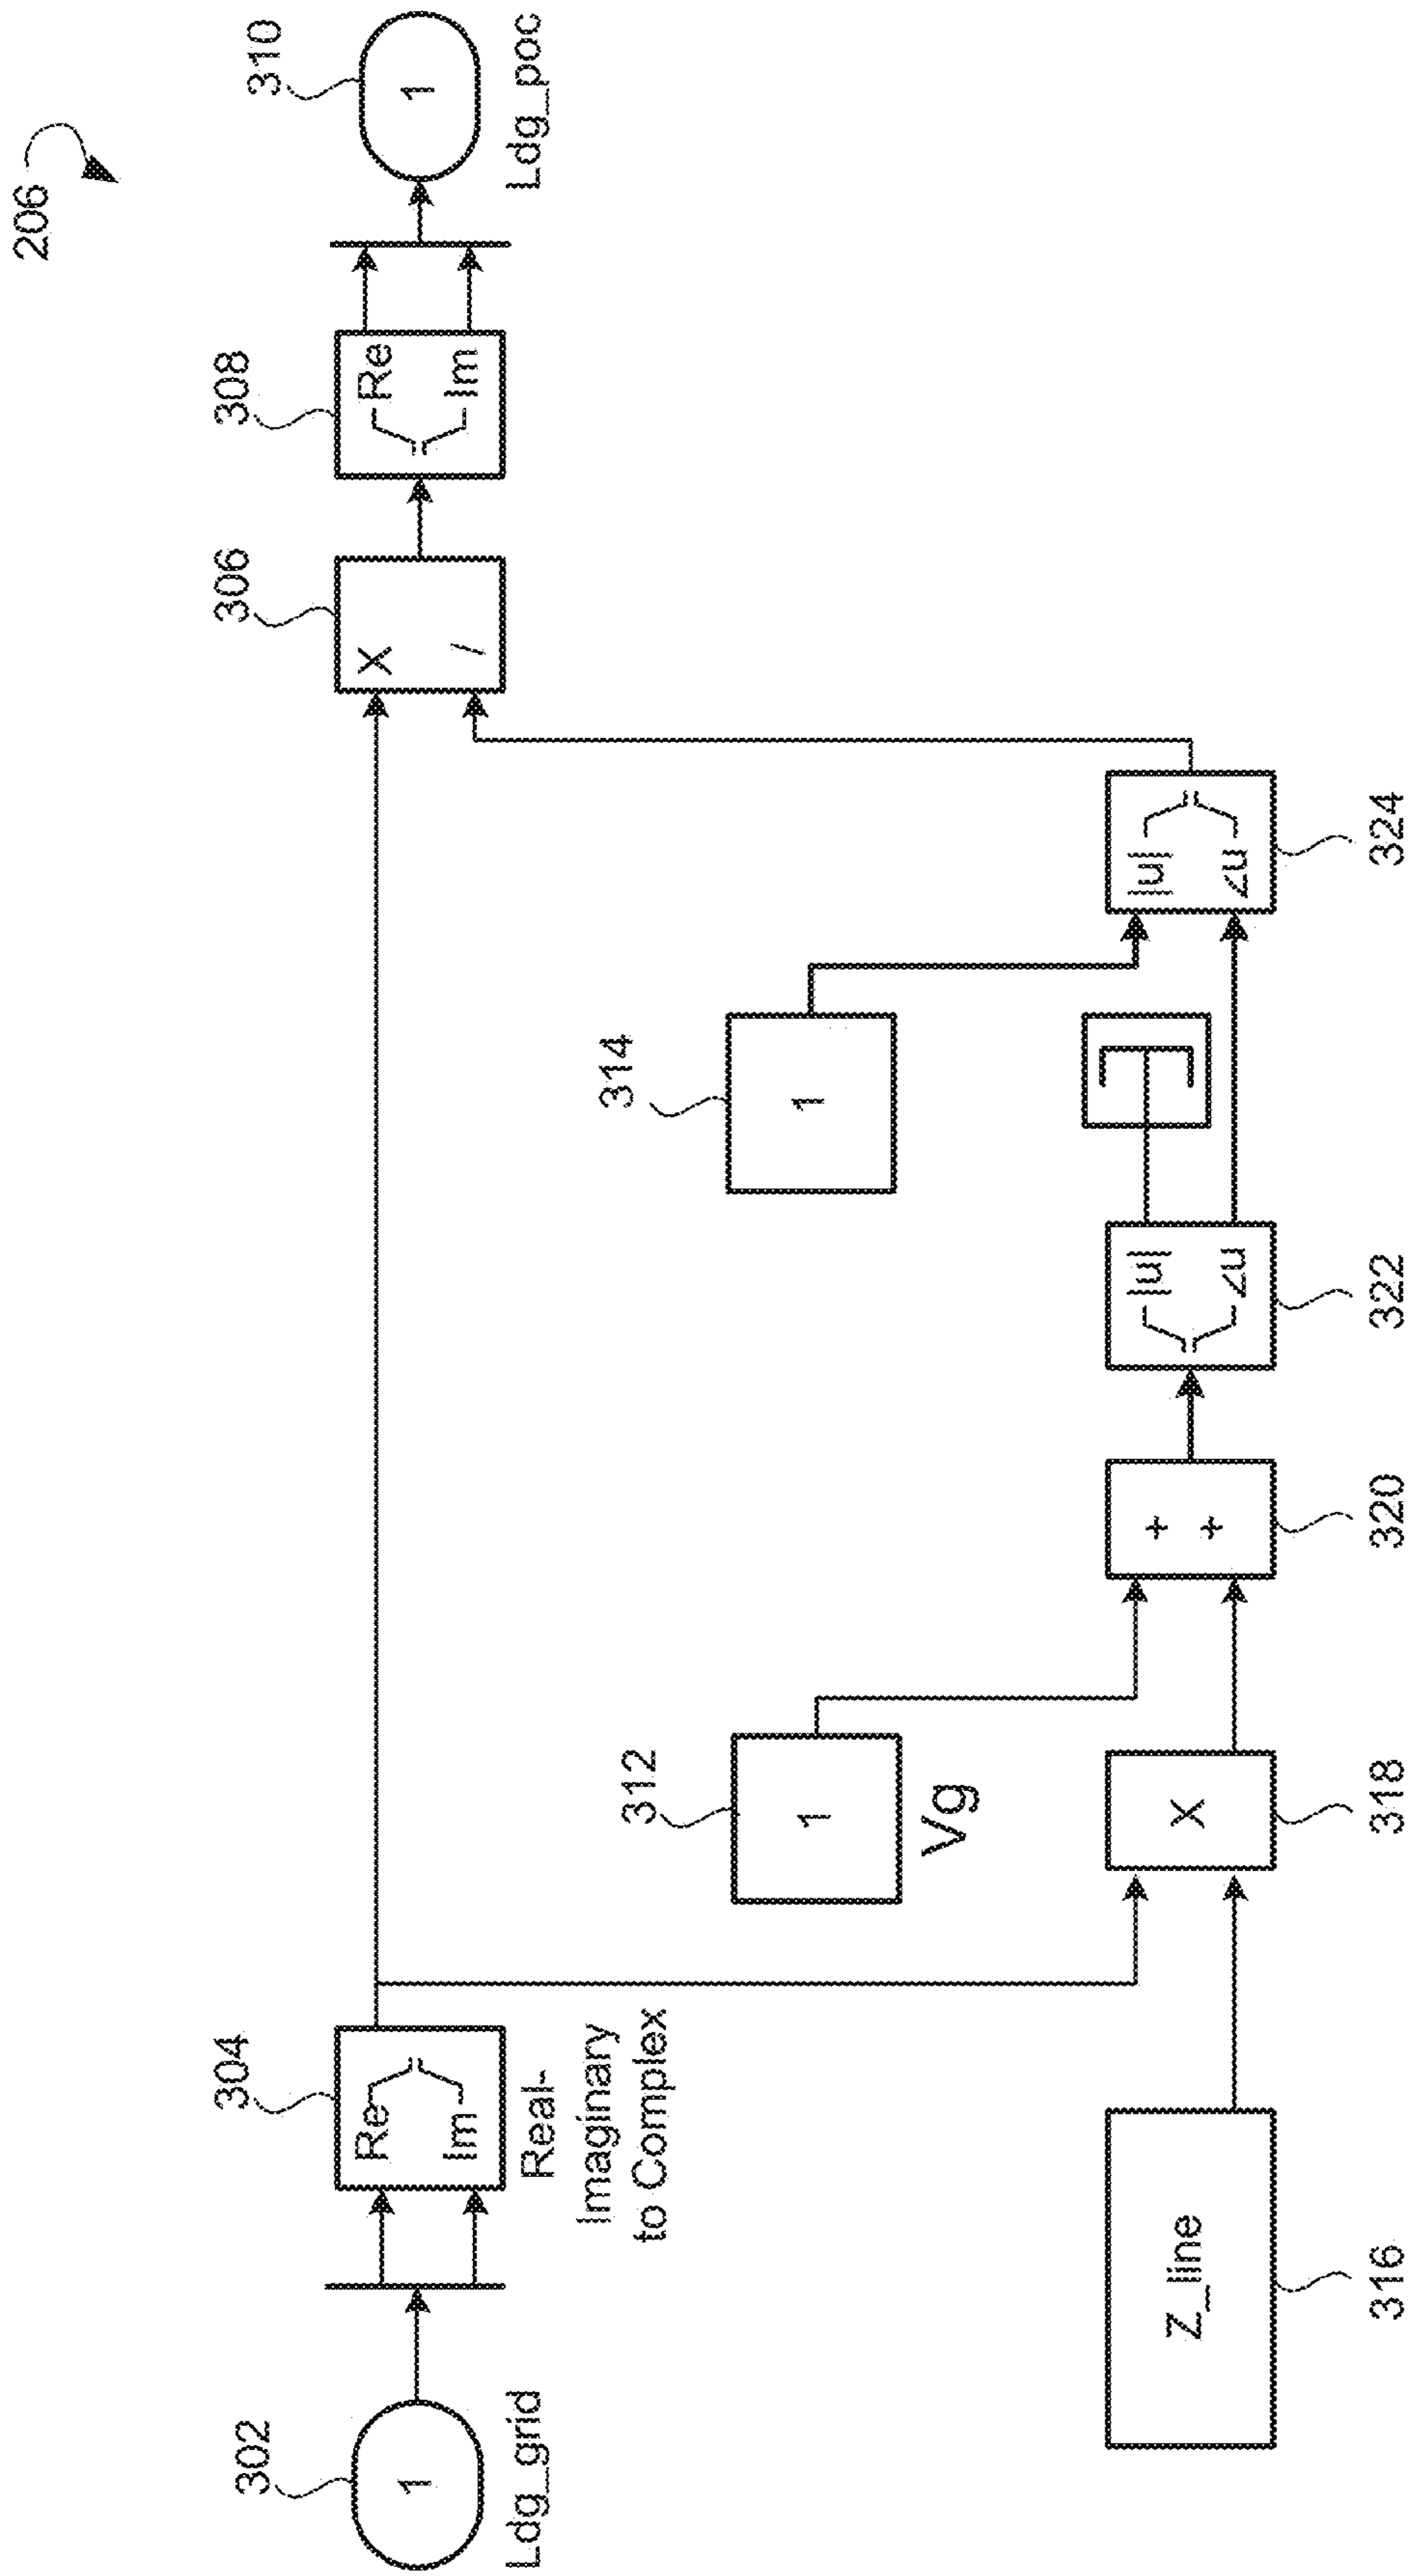 206
302
1
Ldg_grid
304
Re
Im
Real-
Imaginary
to Complex
306
X
/
308
Re
Im
310
1
Ldg_poc
312
1
Vg
314
1
316
Z_line
318
X
320
+
+
322
|u|
∠u
324
|u|
∠u